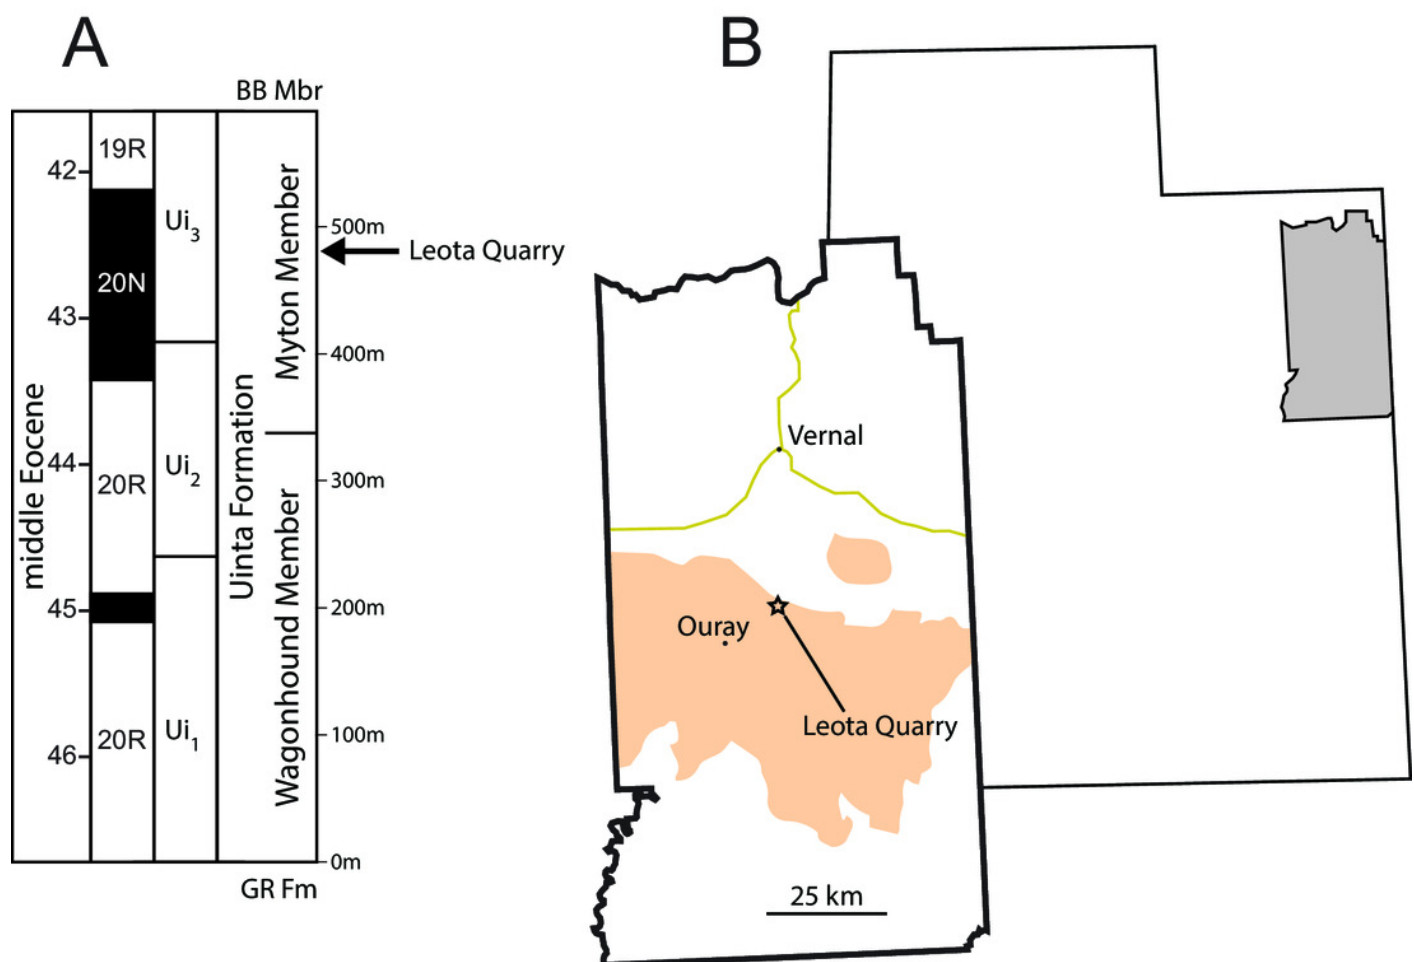 A
B
BB Mbr
19R
42
Ui3
500m
Leota Quarry
20N
Myton Member
43
400m
middle Eocene
44
20R
Ui2
Uinta Formation
300m
Wagonhound Member
45
200m
20R
Ui1
100m
46
0m
GR Fm
Vernal
Ouray
Leota Quarry
25 km